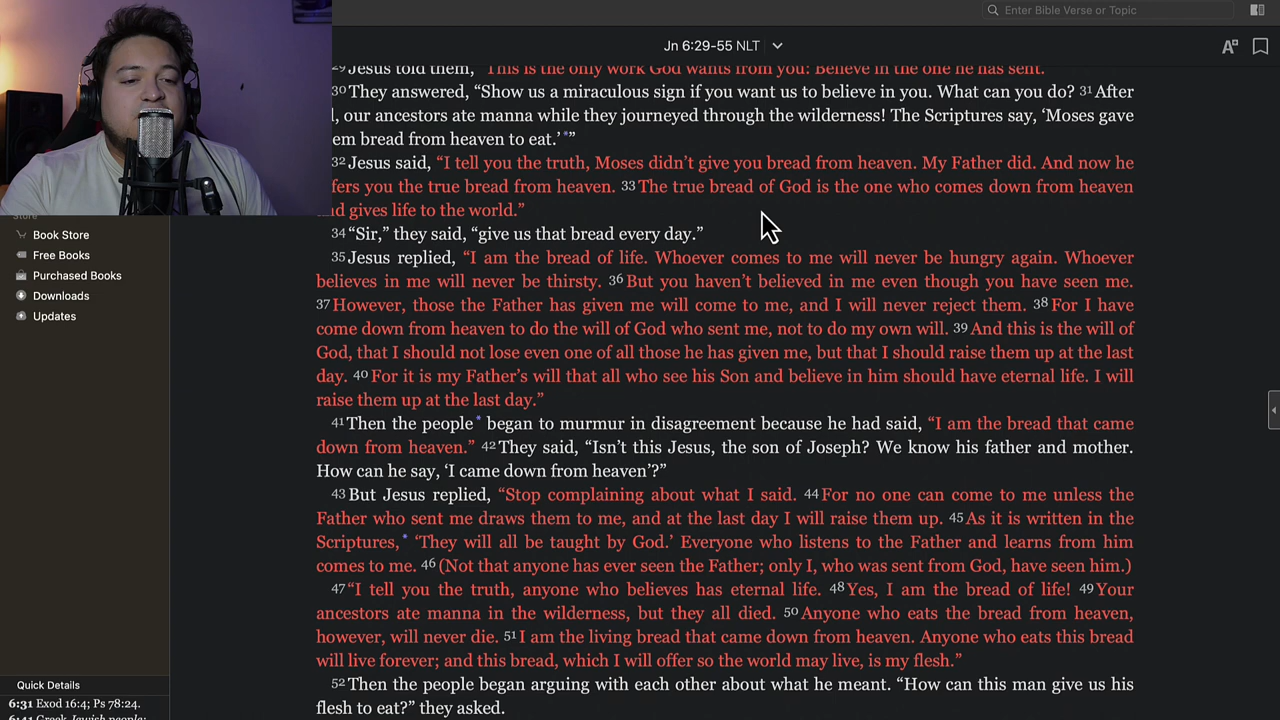 Enter Bible Verse or Topic
Jn 6:29-55 NLT
29 Jesus told them, “This is the only work God wants from you: Believe in the one he has sent.”
30 They answered, “Show us a miraculous sign if you want us to believe in you. What can you do? 31 After
, our ancestors ate manna while they journeyed through the wilderness! The Scriptures say, ‘Moses gave
em bread from heaven to eat.’*”
32 Jesus said, “I tell you the truth, Moses didn’t give you bread from heaven. My Father did. And now he
fers you the true bread from heaven. 33 The true bread of God is the one who comes down from heaven
nd gives life to the world.”
34 “Sir,” they said, “give us that bread every day.”
35 Jesus replied, “I am the bread of life. Whoever comes to me will never be hungry again. Whoever
believes in me will never be thirsty. 36 But you haven’t believed in me even though you have seen me.
37 However, those the Father has given me will come to me, and I will never reject them. 38 For I have
come down from heaven to do the will of God who sent me, not to do my own will. 39 And this is the will of
God, that I should not lose even one of all those he has given me, but that I should raise them up at the last
day. 40 For it is my Father’s will that all who see his Son and believe in him should have eternal life. I will
raise them up at the last day.”
41 Then the people* began to murmur in disagreement because he had said, “I am the bread that came
down from heaven.” 42 They said, “Isn’t this Jesus, the son of Joseph? We know his father and mother.
How can he say, ‘I came down from heaven’?”
43 But Jesus replied, “Stop complaining about what I said. 44 For no one can come to me unless the
Father who sent me draws them to me, and at the last day I will raise them up. 45 As it is written in the
Scriptures,* ‘They will all be taught by God.’ Everyone who listens to the Father and learns from him
comes to me. 46 (Not that anyone has ever seen the Father; only I, who was sent from God, have seen him.)
47 “I tell you the truth, anyone who believes has eternal life. 48 Yes, I am the bread of life! 49 Your
ancestors ate manna in the wilderness, but they all died. 50 Anyone who eats the bread from heaven,
however, will never die. 51 I am the living bread that came down from heaven. Anyone who eats this bread
will live forever; and this bread, which I will offer so the world may live, is my flesh.”
52 Then the people began arguing with each other about what he meant. “How can this man give us his
flesh to eat?” they asked.
Store
Book Store
Free Books
Purchased Books
Downloads
Updates
Quick Details
6:31 Exod 16:4; Ps 78:24.
6:41 Greek Jewish people;